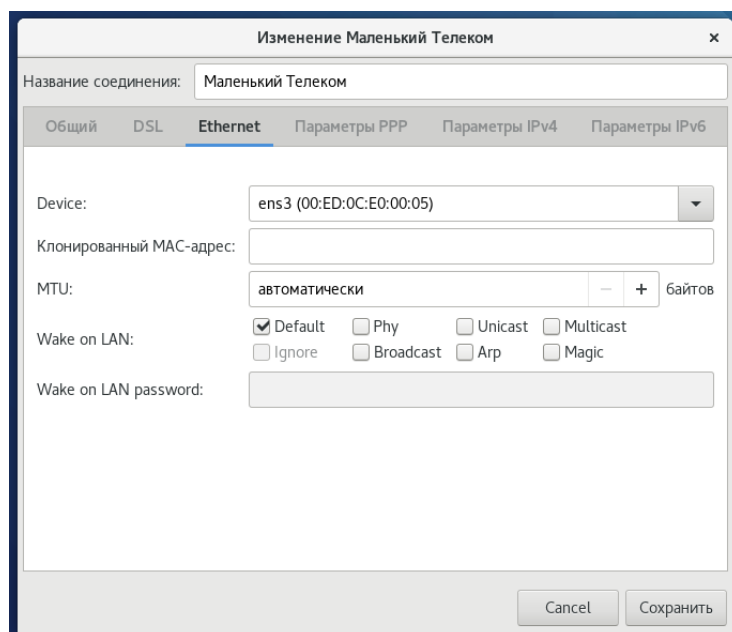 Изменение Маленький Телеком
Название соединения: Маленький Телеком
Общий DSL Ethernet Параметры PPP Параметры IPv4 Параметры IPv6
Device: ens3 (00:ED:0C:E0:00:05)
Клонированный MAC-адрес:
MTU: автоматически − + байтов
Wake on LAN: Default Phy Unicast Multicast
Ignore Broadcast Arp Magic
Wake on LAN password:
Cancel Сохранить